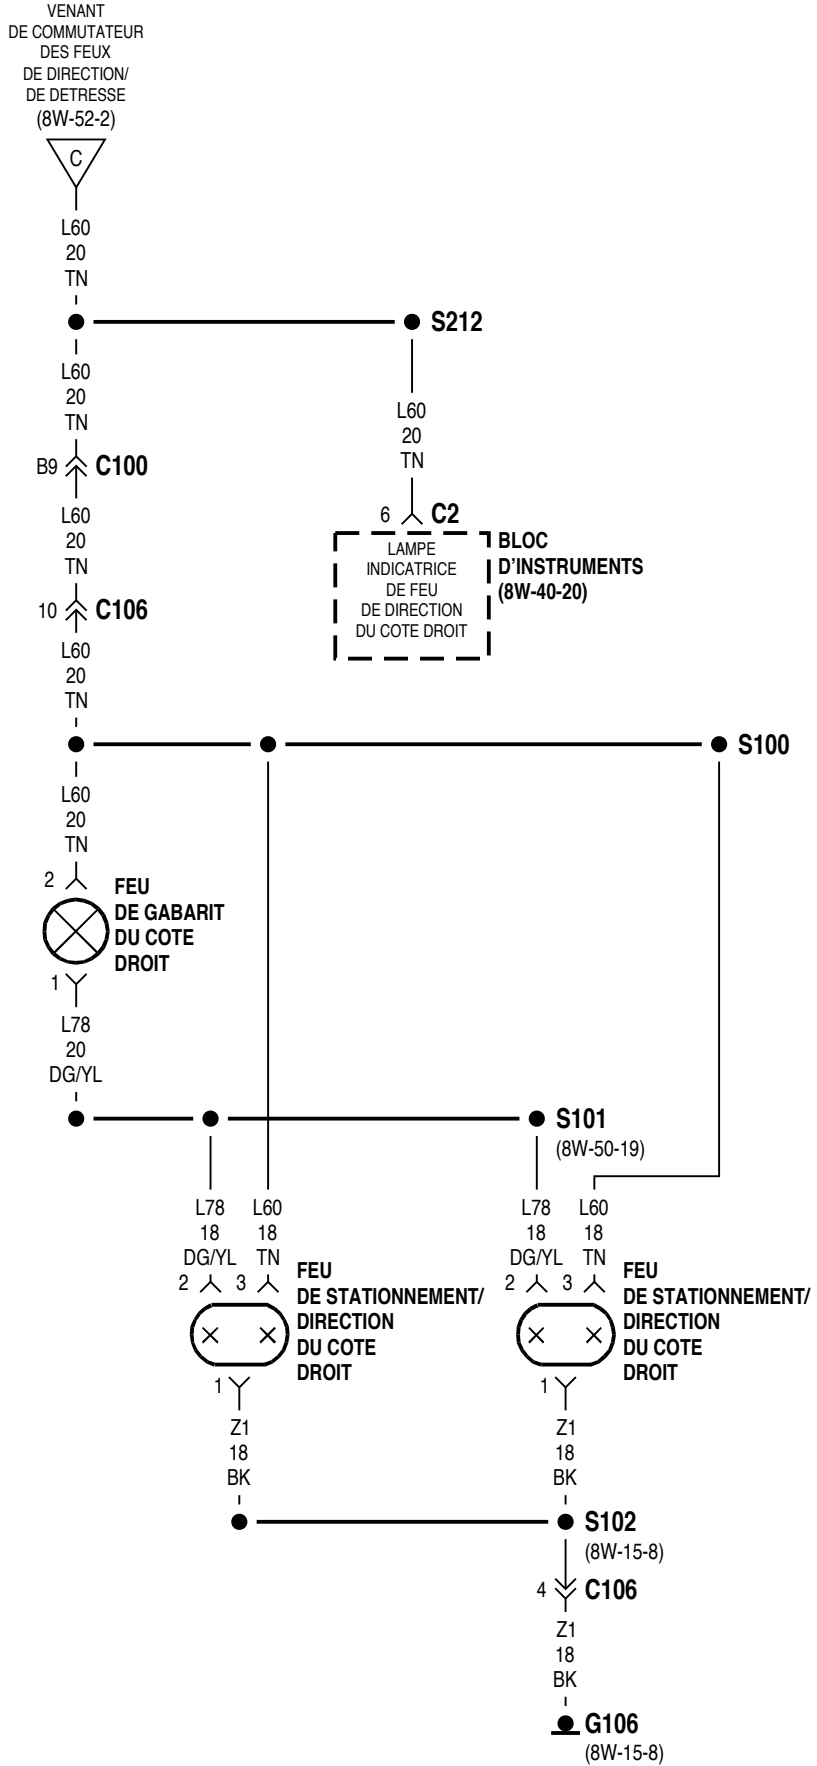 VENANT
DE COMMUTATEUR
DES FEUX
DE DIRECTION/
DE DETRESSE
(8W-52-2)
C
L60
20
TN
S212
L60
20
TN
L60
20
TN
B9
C100
6
C2
L60
20
TN
LAMPE
INDICATRICE
DE FEU
DE DIRECTION
DU COTE DROIT
BLOC
D'INSTRUMENTS
(8W-40-20)
10
C106
L60
20
TN
S100
L60
20
TN
2
FEU
DE GABARIT
DU COTE
DROIT
1
L78
20
DG/YL
S101
(8W-50-19)
L78
18
DG/YL
L60
18
TN
L78
18
DG/YL
L60
18
TN
2
3
FEU
DE STATIONNEMENT/
DIRECTION
DU COTE
DROIT
2
3
FEU
DE STATIONNEMENT/
DIRECTION
DU COTE
DROIT
1
Z1
18
BK
1
Z1
18
BK
S102
(8W-15-8)
4
C106
Z1
18
BK
G106
(8W-15-8)